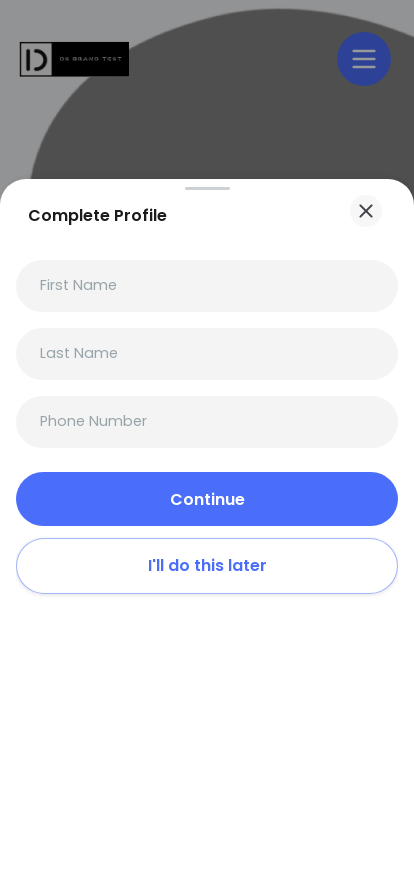 DS BRAND TEST
Complete Profile
First Name
Last Name
Phone Number
Continue
I'll do this later